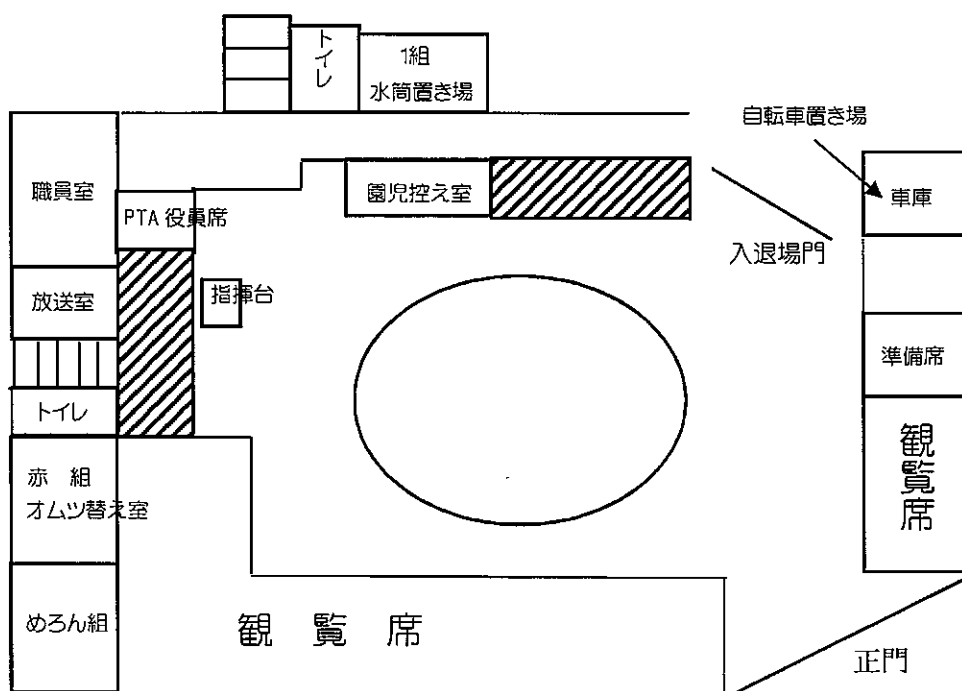 トイレ
1組
水筒置き場
自転車置き場
職員室
園児控え室
車庫
PTA 役員席
入退場門
放送室
指揮台
準備席
トイレ
観覧席
赤 組
オムツ替え室
めろん組
観 覧 席
正門